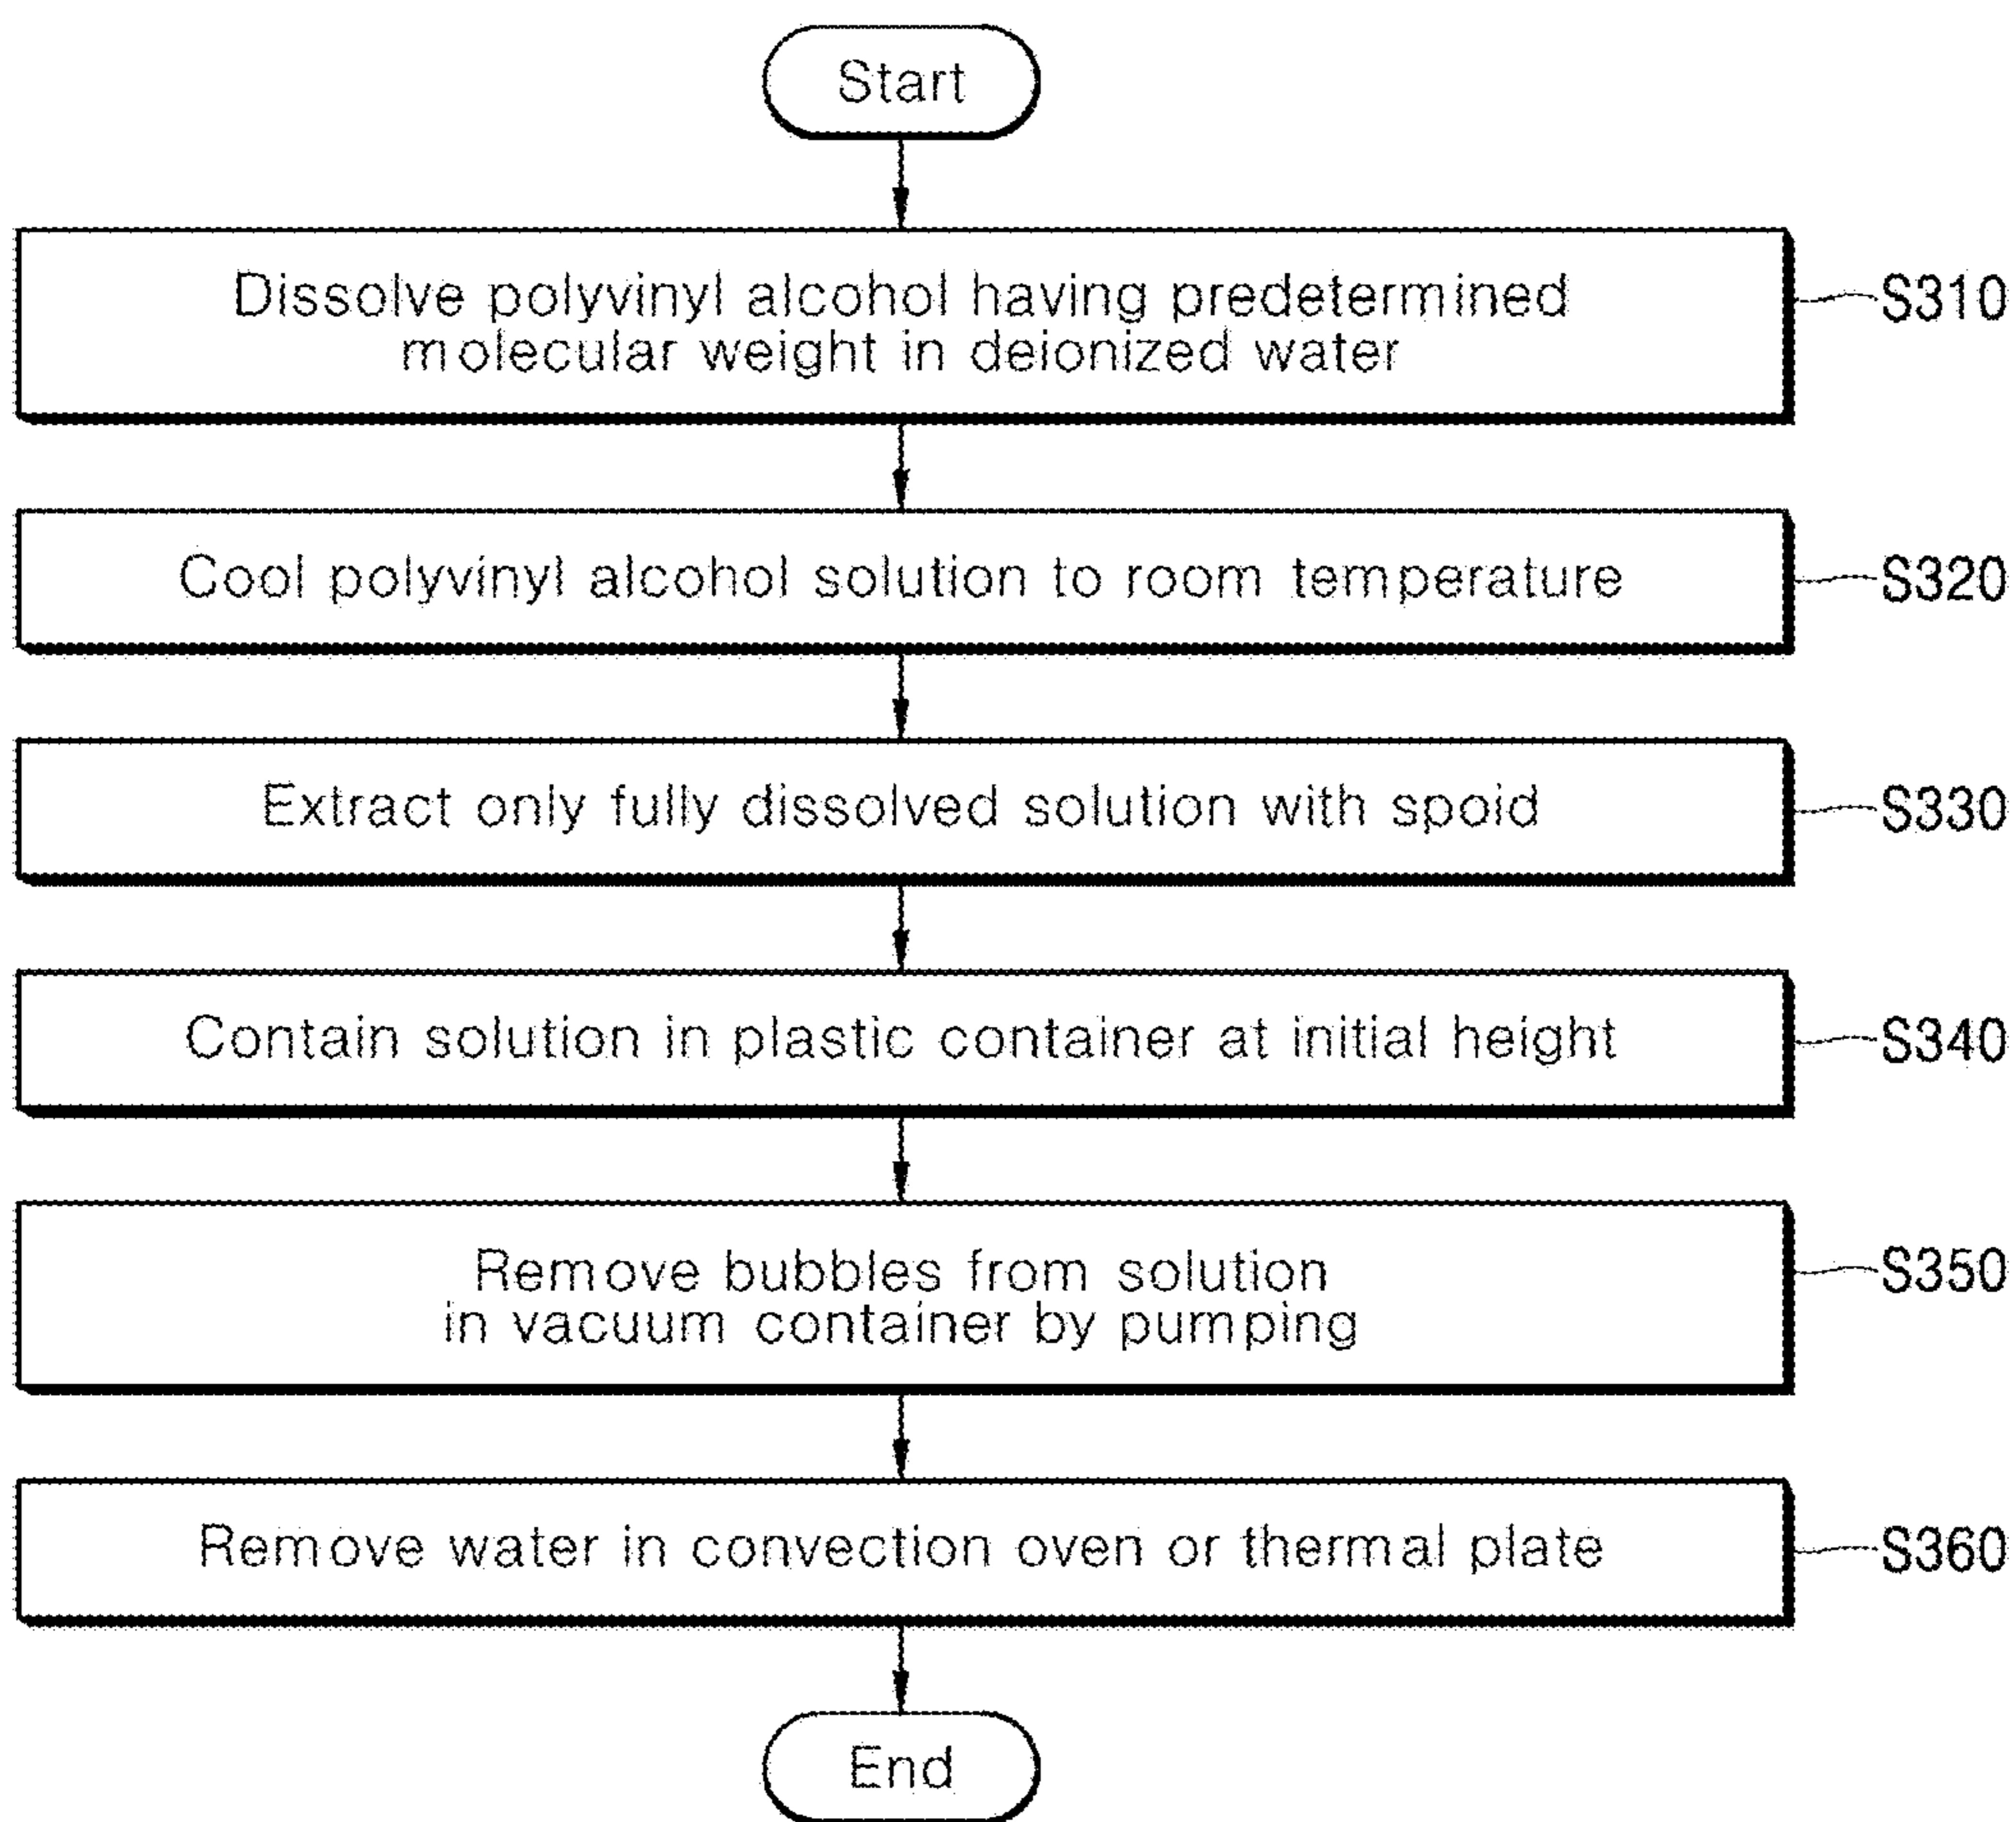 Start
Dissolve polyvinyl alcohol having predetermined
molecular weight in deionized water
S310
Cool polyvinyl alcohol solution to room temperature
S320
Extract only fully dissolved solution with spoid
S330
Contain solution in plastic container at initial height
S340
Remove bubbles from solution
in vacuum container by pumping
S350
Remove water in convection oven or thermal plate
S360
End